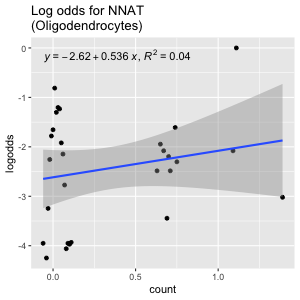 Log odds for NNAT
(Oligodendrocytes)
y = −2.62 + 0.536 x, R² = 0.04
0
-1
-2
-3
-4
logodds
0.0 0.5 1.0
count